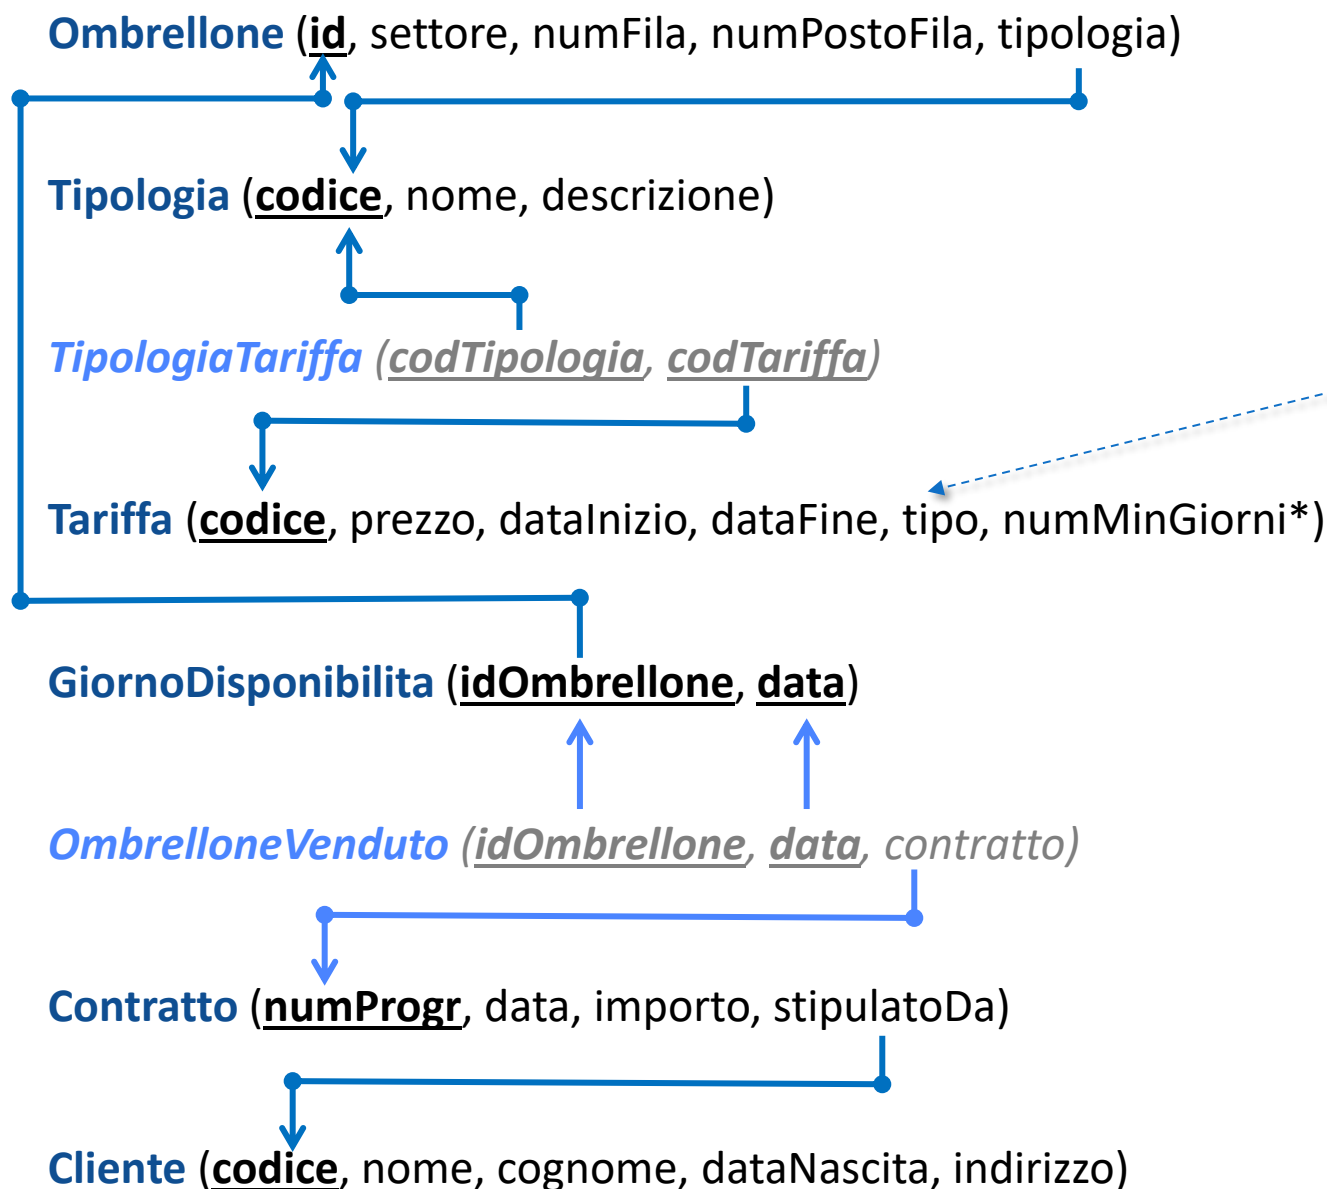 Ombrellone (id, settore, numFila, numPostoFila, tipologia)
Tipologia (codice, nome, descrizione)
TipologiaTariffa (codTipologia, codTariffa)
Tariffa (codice, prezzo, dataInizio, dataFine, tipo, numMinGiorni*)
GiornoDisponibilita (idOmbrellone, data)
OmbrelloneVenduto (idOmbrellone, data, contratto)
Contratto (numProgr, data, importo, stipulatoDa)
Cliente (codice, nome, cognome, dataNascita, indirizzo)